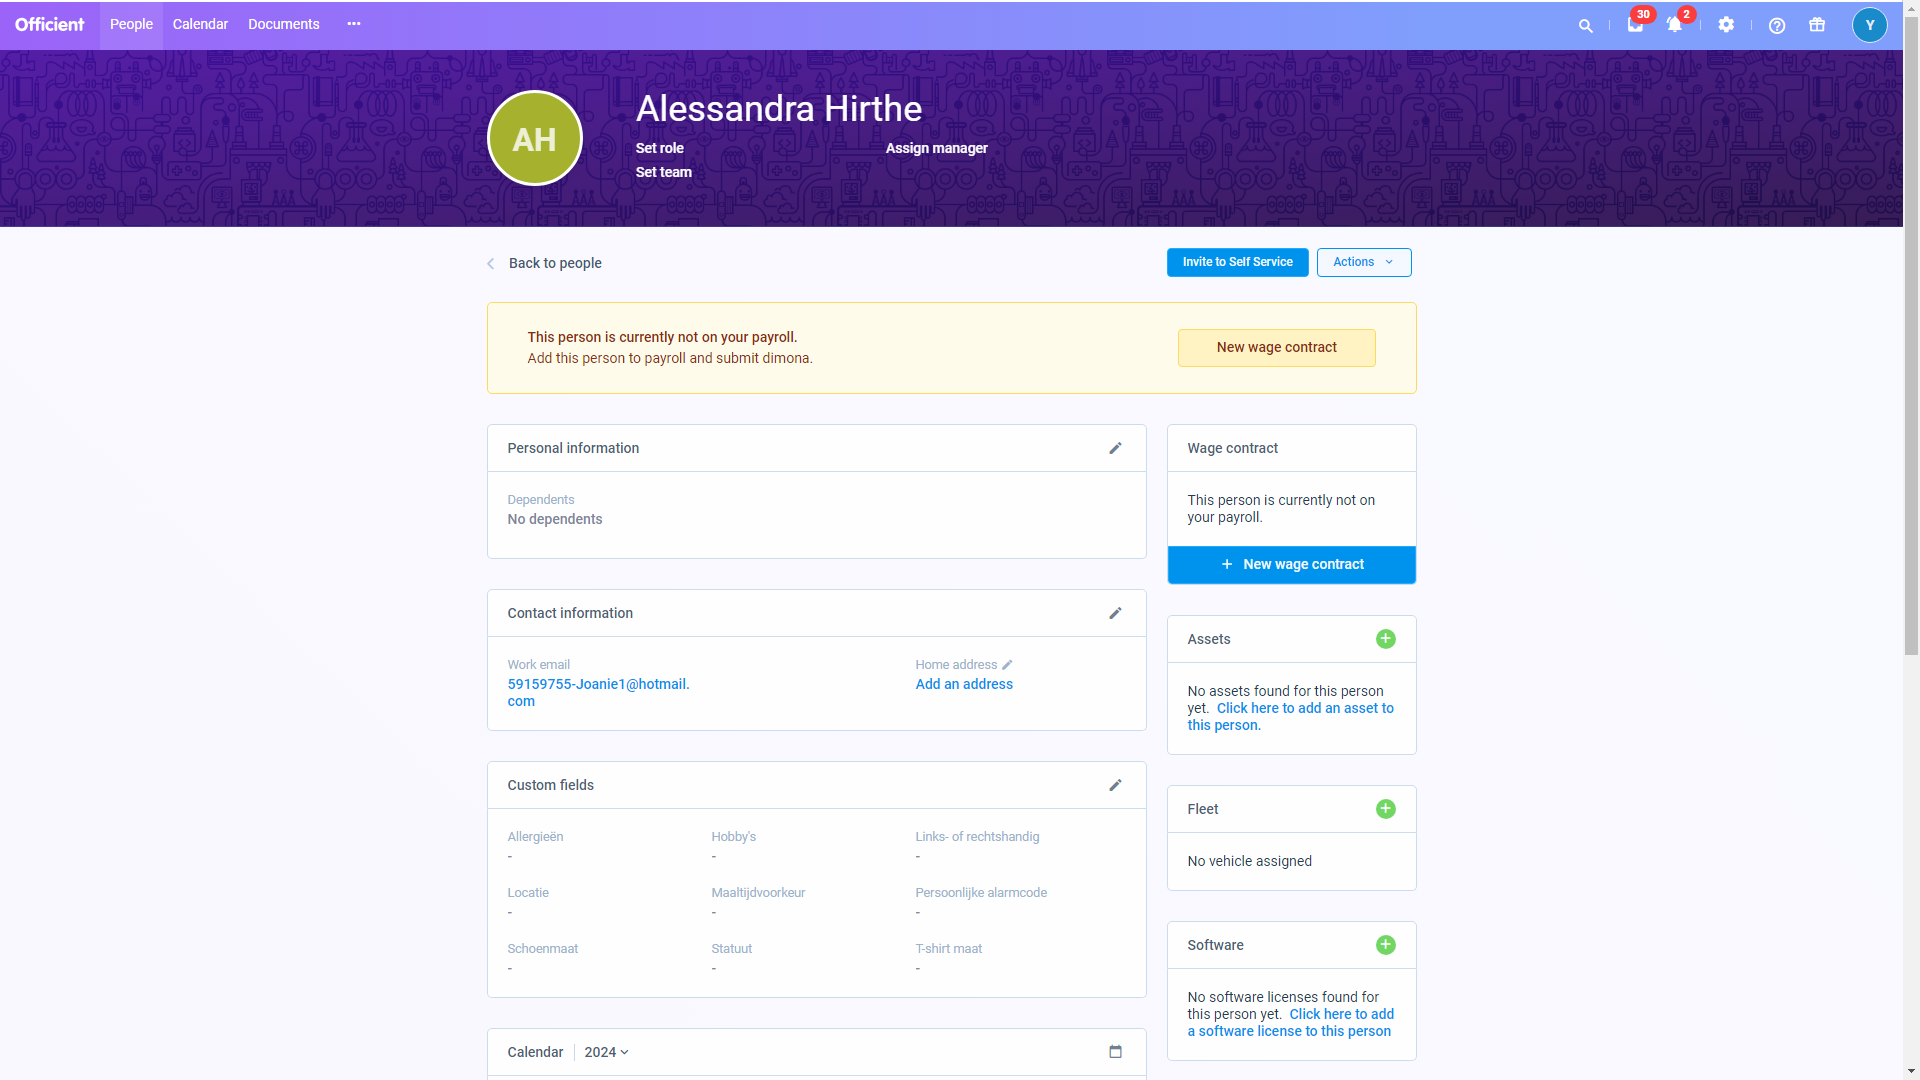 Officient
People
Calendar
Documents
30
2
Y
AH
Alessandra Hirthe
Set role
Assign manager
Set team
Back to people
Invite to Self Service
Actions
This person is currently not on your payroll.
Add this person to payroll and submit dimona.
New wage contract
Personal information
Dependents
No dependents
Wage contract
This person is currently not on
your payroll.
+ New wage contract
Contact information
Work email
59159755-Joanie1@hotmail.
com
Home address
Add an address
Assets
No assets found for this person
yet. Click here to add an asset to
this person.
Custom fields
Allergieën
-
Hobby's
-
Links- of rechtshandig
-
Locatie
-
Maaltijdvoorkeur
-
Persoonlijke alarmcode
-
Schoenmaat
-
Statuut
-
T-shirt maat
-
Fleet
No vehicle assigned
Software
No software licenses found for
this person yet. Click here to add
a software license to this person
Calendar
2024